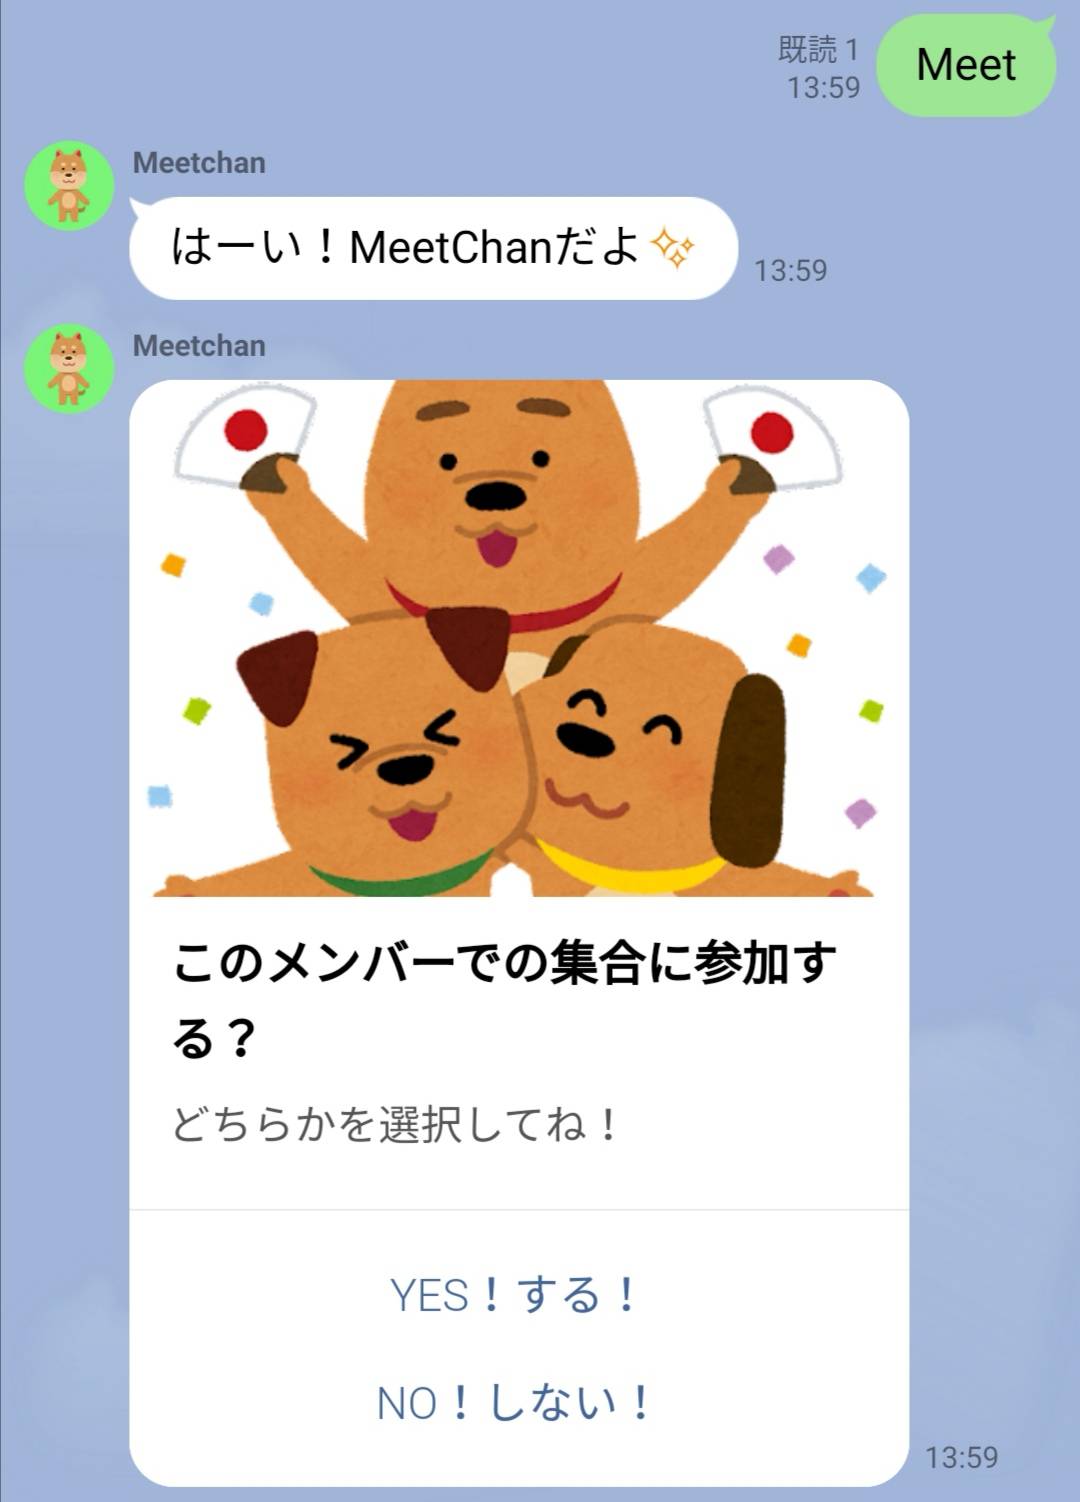 既読 1
13:59
Meet
Meetchan
はーい！MeetChanだよ✨
13:59
Meetchan
このメンバーでの集合に参加す
る？
どちらかを選択してね！
YES！する！
NO！しない！
13:59